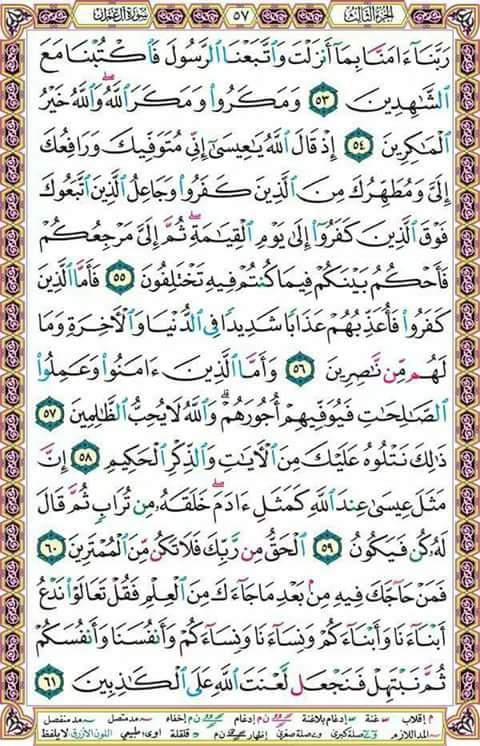 الجزء الثالث ٥٧ سورة آل عمران
رَبَّنَآ ءَامَنَّا بِمَآ أَنزَلْتَ وَٱتَّبَعْنَا ٱلرَّسُولَ فَٱكْتُبْنَا مَعَ
ٱلشَّٰهِدِينَ ٥٣ وَمَكَرُوا۟ وَمَكَرَ ٱللَّهُ ۖ وَٱللَّهُ خَيْرُ
ٱلْمَٰكِرِينَ ٥٤ إِذْ قَالَ ٱللَّهُ يَٰعِيسَىٰٓ إِنِّى مُتَوَفِّيكَ وَرَافِعُكَ
إِلَىَّ وَمُطَهِّرُكَ مِنَ ٱلَّذِينَ كَفَرُوا۟ وَجَاعِلُ ٱلَّذِينَ ٱتَّبَعُوكَ
فَوْقَ ٱلَّذِينَ كَفَرُوٓا۟ إِلَىٰ يَوْمِ ٱلْقِيَٰمَةِ ۖ ثُمَّ إِلَىَّ مَرْجِعُكُمْ
فَأَحْكُمُ بَيْنَكُمْ فِيمَا كُنتُمْ فِيهِ تَخْتَلِفُونَ ٥٥ فَأَمَّا ٱلَّذِينَ
كَفَرُوا۟ فَأُعَذِّبُهُمْ عَذَابًا شَدِيدًا فِى ٱلدُّنْيَا وَٱلْءَاخِرَةِ وَمَا
لَهُم مِّن نَّٰصِرِينَ ٥٦ وَأَمَّا ٱلَّذِينَ ءَامَنُوا۟ وَعَمِلُوا۟
ٱلصَّٰلِحَٰتِ فَيُوَفِّيهِمْ أُجُورَهُمْ ۗ وَٱللَّهُ لَا يُحِبُّ ٱلظَّٰلِمِينَ ٥٧
ذَٰلِكَ نَتْلُوهُ عَلَيْكَ مِنَ ٱلْءَايَٰتِ وَٱلذِّكْرِ ٱلْحَكِيمِ ٥٨ إِنَّ
مَثَلَ عِيسَىٰ عِندَ ٱللَّهِ كَمَثَلِ ءَادَمَ ۖ خَلَقَهُۥ مِن تُرَابٍ ثُمَّ قَالَ
لَهُۥ كُن فَيَكُونُ ٥٩ ٱلْحَقُّ مِن رَّبِّكَ فَلَا تَكُن مِّنَ ٱلْمُمْتَرِينَ ٦٠
فَمَنْ حَآجَّكَ فِيهِ مِنۢ بَعْدِ مَا جَآءَكَ مِنَ ٱلْعِلْمِ فَقُلْ تَعَالَوْا۟ نَدْعُ
أَبْنَآءَنَا وَأَبْنَآءَكُمْ وَنِسَآءَنَا وَنِسَآءَكُمْ وَأَنفُسَنَا وَأَنفُسَكُمْ
ثُمَّ نَبْتَهِلْ فَنَجْعَل لَّعْنَتَ ٱللَّهِ عَلَى ٱلْكَٰذِبِينَ ٦١
م إقلاب غنة إدغام بلاغنة إدغام إخفاء مد متصل مد منفصل
المد اللازم صلة كبرى صلة صغرى إظهار قلقلة طبيعي اللون الأزرق لا يلفظ